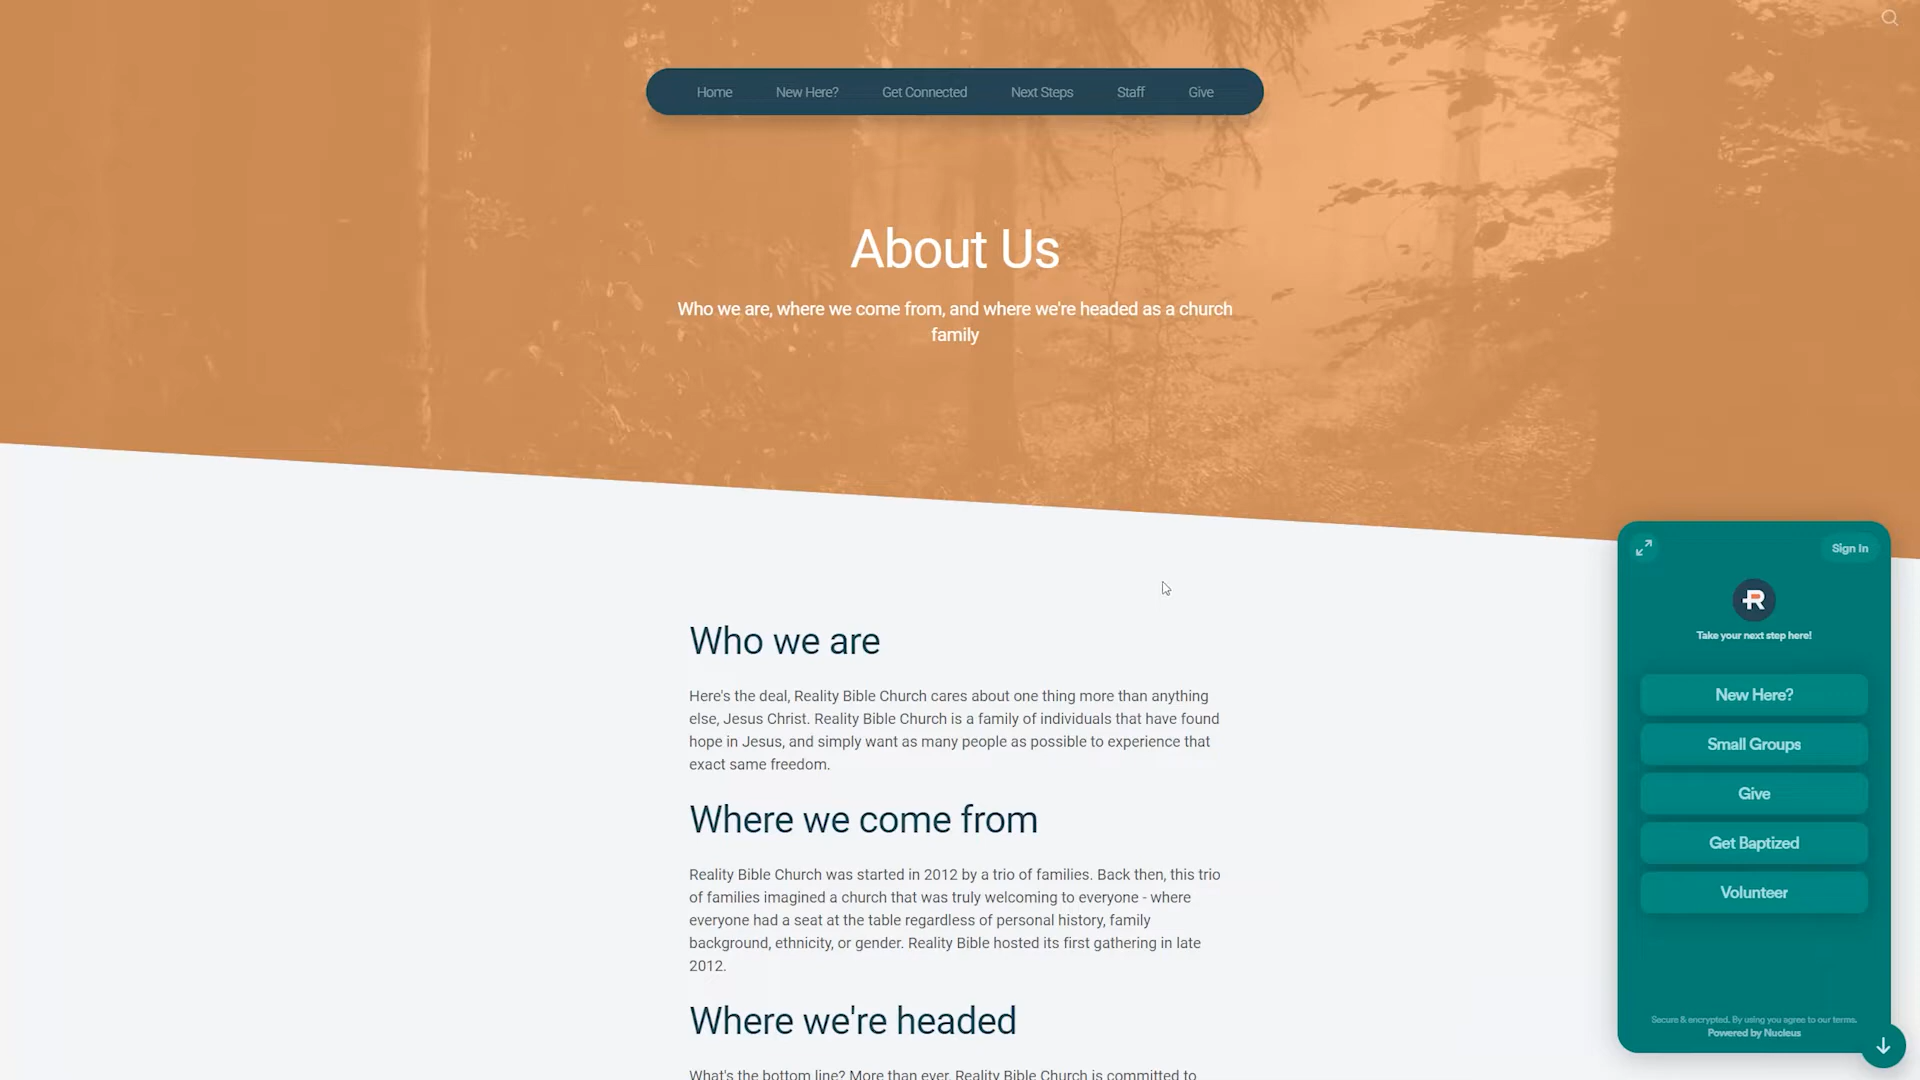 Home New Here? Get Connected Next Steps Staff Give
About Us
Who we are, where we come from, and where we're headed as a church
family
Who we are
Here's the deal, Reality Bible Church cares about one thing more than anything
else, Jesus Christ. Reality Bible Church is a family of individuals that have found
hope in Jesus, and simply want as many people as possible to experience that
exact same freedom.
Where we come from
Reality Bible Church was started in 2012 by a trio of families. Back then, this trio
of families imagined a church that was truly welcoming to everyone - where
everyone had a seat at the table regardless of personal history, family
background, ethnicity, or gender. Reality Bible hosted its first gathering in late
2012.
Where we're headed
What's the bottom line? More than ever, Reality Bible Church is committed to
Sign In
R
Take your next step here!
New Here?
Small Groups
Give
Get Baptized
Volunteer
Secure & encrypted. By using you agree to our terms.
Powered by Nucleus